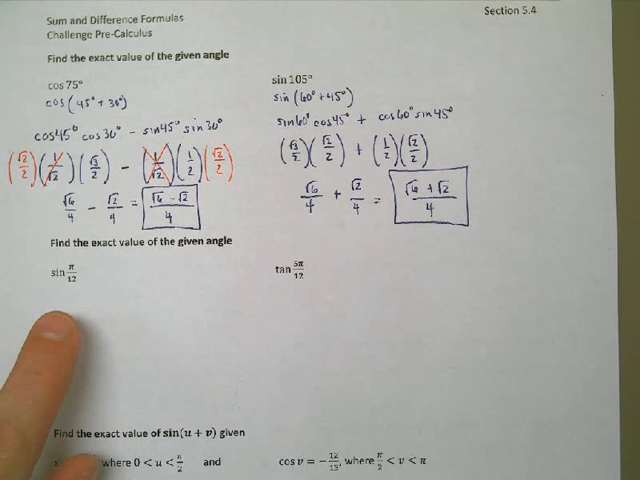 Sum and Difference Formulas
Section 5.4
Challenge Pre-Calculus
Find the exact value of the given angle
cos 75°
cos(45° + 30°)
cos45° cos30° - sin45° sin30°
(√2/2)(1/√2)(√3/2) - (1/√2)(1/2)(√2/2)
√6/4 - √2/4 = (√6 - √2)/4
sin 105°
sin(60° + 45°)
sin60° cos45° + cos60° sin45°
(√3/2)(√2/2) + (1/2)(√2/2)
√6/4 + √2/4 = (√6 + √2)/4
Find the exact value of the given angle
sin π/12
tan 5π/12
Find the exact value of sin(u + v) given
where 0 < u < π/2 and
cos v = -12/13, where π/2 < v < π